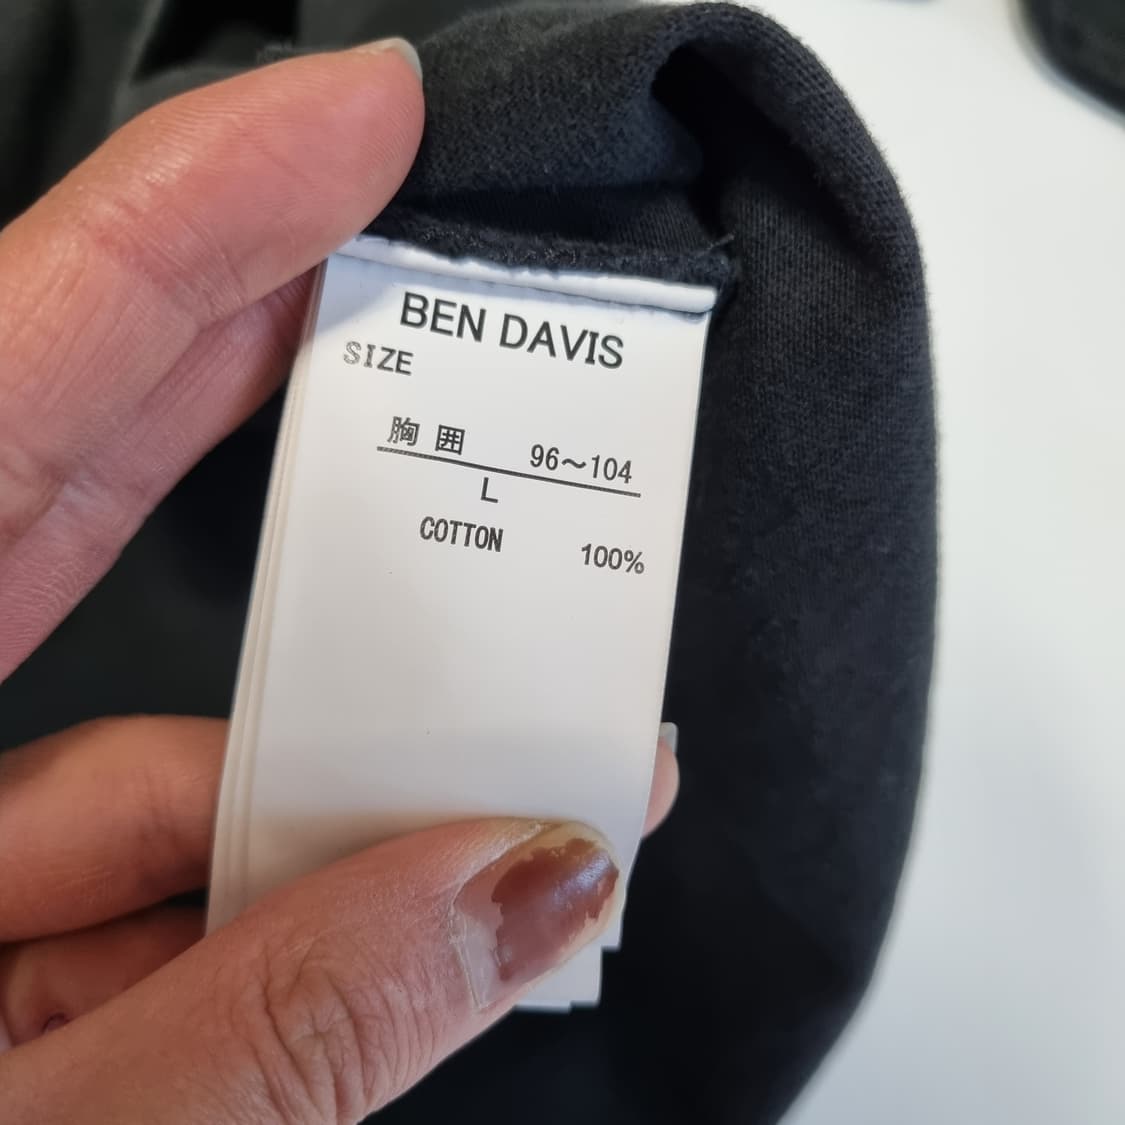 BEN DAVIS
SIZE
胸 囲 96～104
L
COTTON 100%